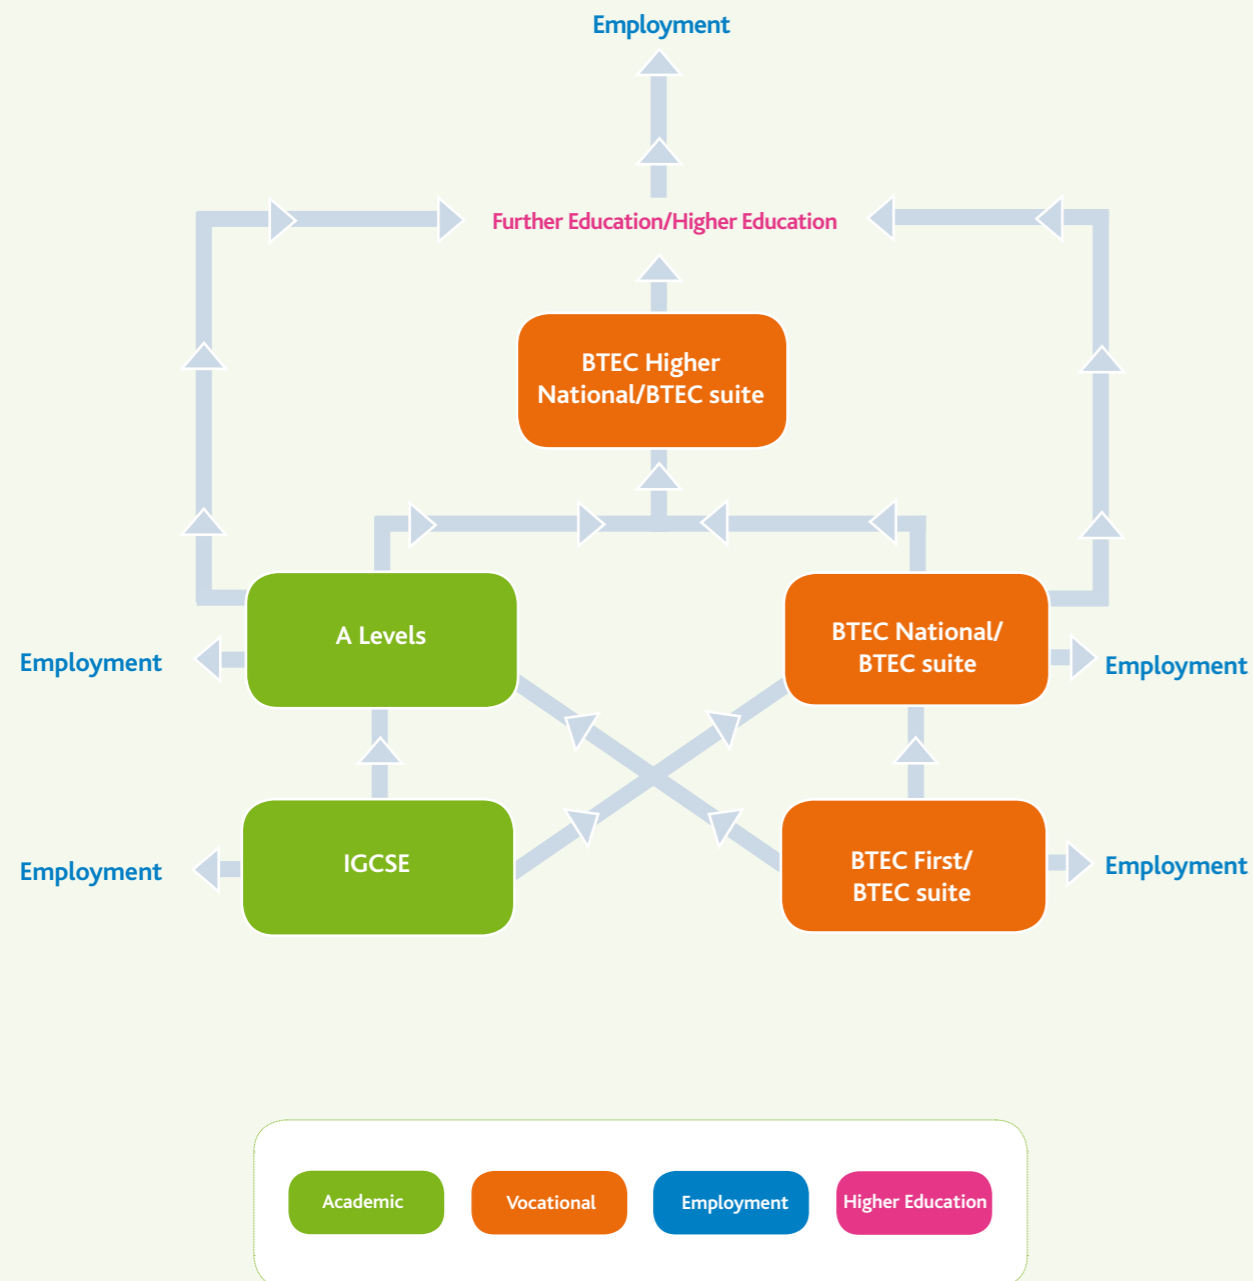 Employment
Further Education/Higher Education
BTEC Higher
National/BTEC suite
A Levels
BTEC National/
BTEC suite
Employment
Employment
IGCSE
BTEC First/
BTEC suite
Employment
Employment
Academic
Vocational
Employment
Higher Education